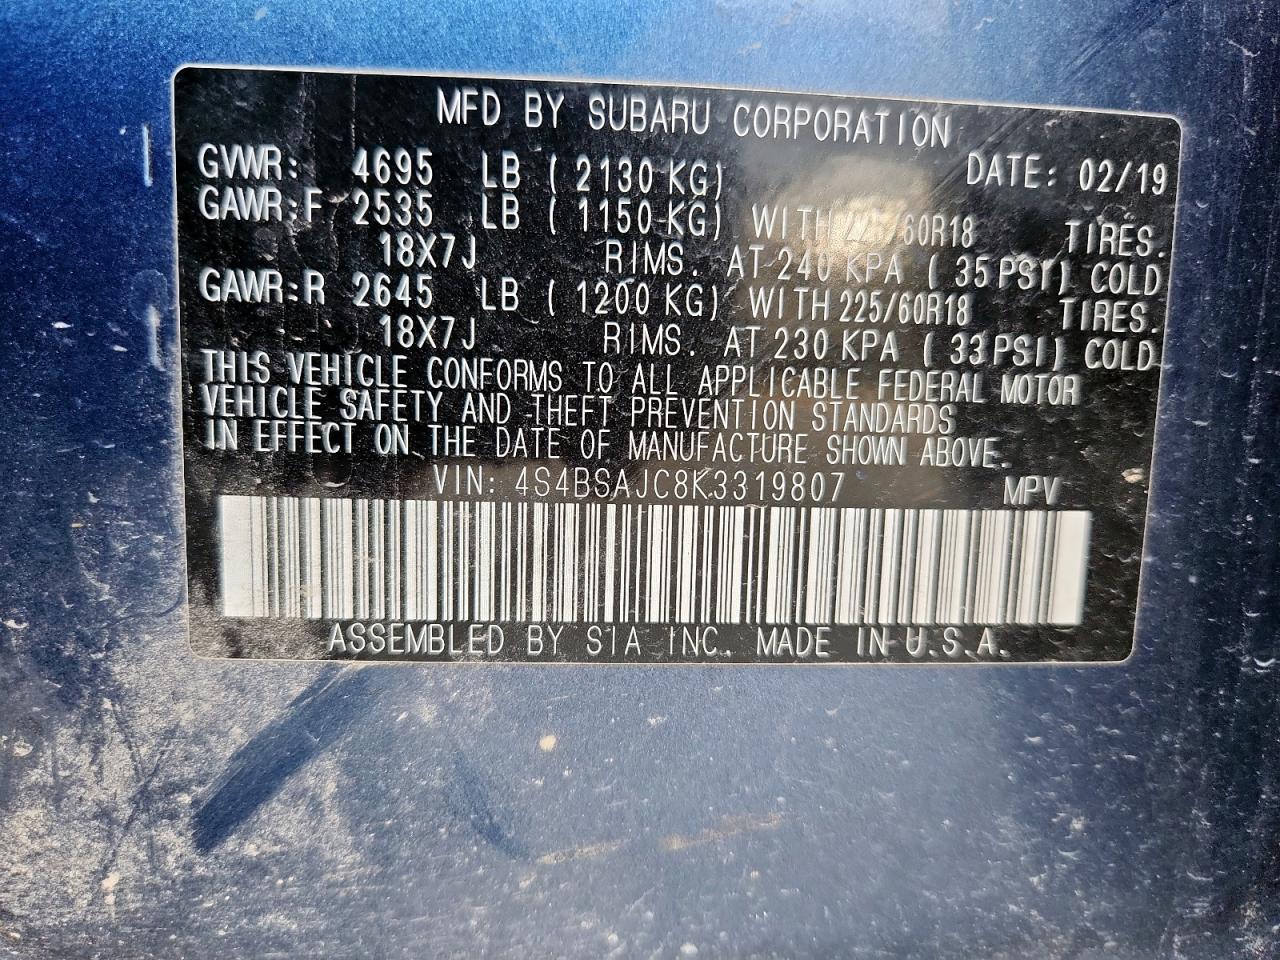 MFD BY SUBARU CORPORATION
GVWR: 4695 LB ( 2130 KG) DATE: 02/19
GAWR:F 2535 LB ( 1150 KG) WITH 225/60R18 TIRES.
18X7J RIMS. AT 240 KPA ( 35 PSI) COLD
GAWR:R 2645 LB ( 1200 KG) WITH 225/60R18 TIRES.
18X7J RIMS. AT 230 KPA ( 33 PSI) COLD
THIS VEHICLE CONFORMS TO ALL APPLICABLE FEDERAL MOTOR
VEHICLE SAFETY AND THEFT PREVENTION STANDARDS
IN EFFECT ON THE DATE OF MANUFACTURE SHOWN ABOVE.
VIN: 4S4BSAJC8K3319807 MPV
ASSEMBLED BY SIA INC. MADE IN U.S.A.